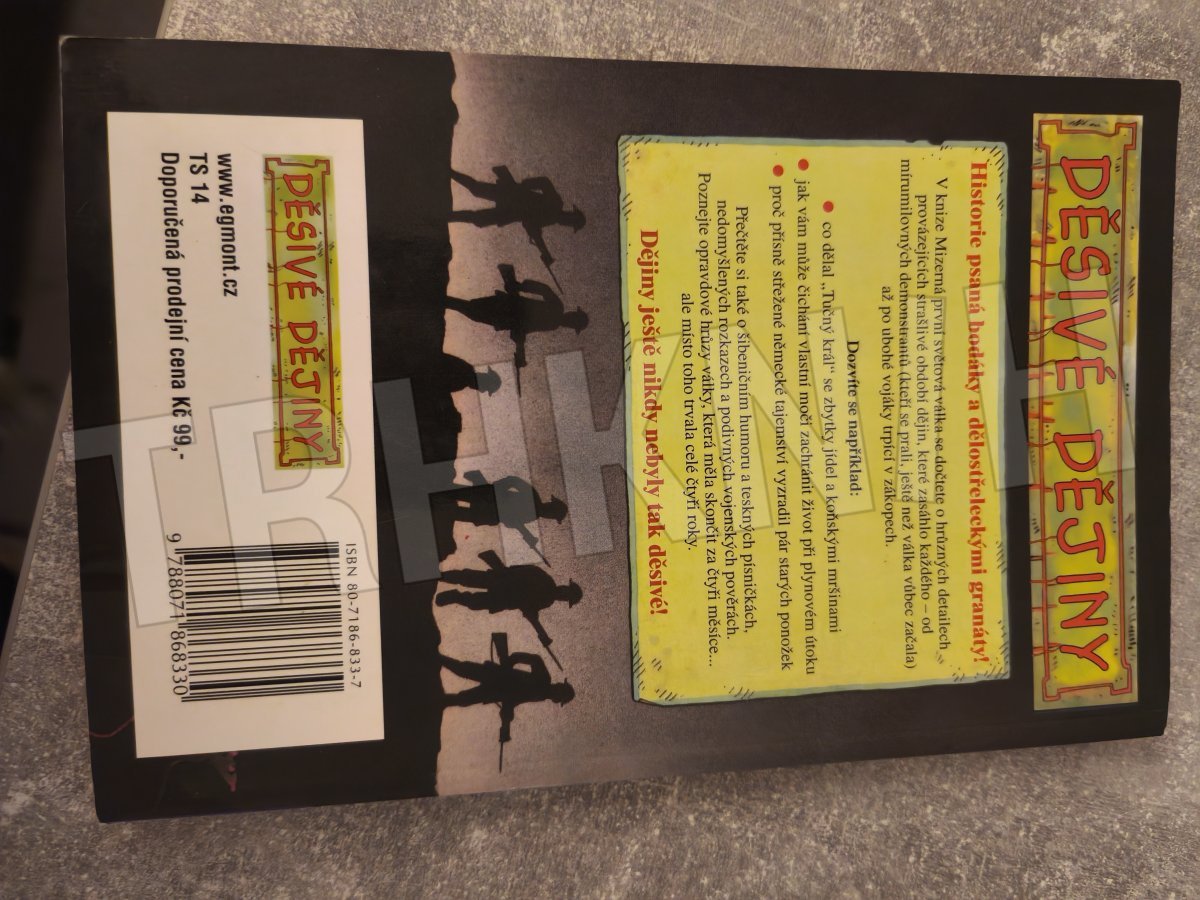 DĚSIVÉ DĚJINY
Historie psaná bodáky a dělostřeleckými granáty!
V knize Mizerná první světová válka se dočtete o hrůzných detailech
provázejících strašlivé období dějin, které zasáhlo každého – od
mírumilovných demonstrantů (kteří se prali, ještě než válka vůbec začala)
až po ubohé vojáky trpící v zákopech.
Dozvíte se například:
• co dělal „Tučný král“ se zbytky jídel a koňskými mršinami
• jak vám může čichání vlastní moči zachránit život při plynovém útoku
• proč přísně střežené německé tajemství vyzradil pár starých ponožek
Přečtěte si také o šibeničním humoru a teskných písničkách,
nedomyšlených rozkazech a podivných vojenských pověrách.
Poznejte opravdové hrůzy války, která měla skončit za čtyři měsíce...
ale místo toho trvala celé čtyři roky.
Dějiny ještě nikdy nebyly tak děsivé!
DĚSIVÉ DĚJINY
www.egmont.cz
TS 14
Doporučená prodejní cena Kč 99,-
ISBN 80-7186-833-7
9 788071 868330